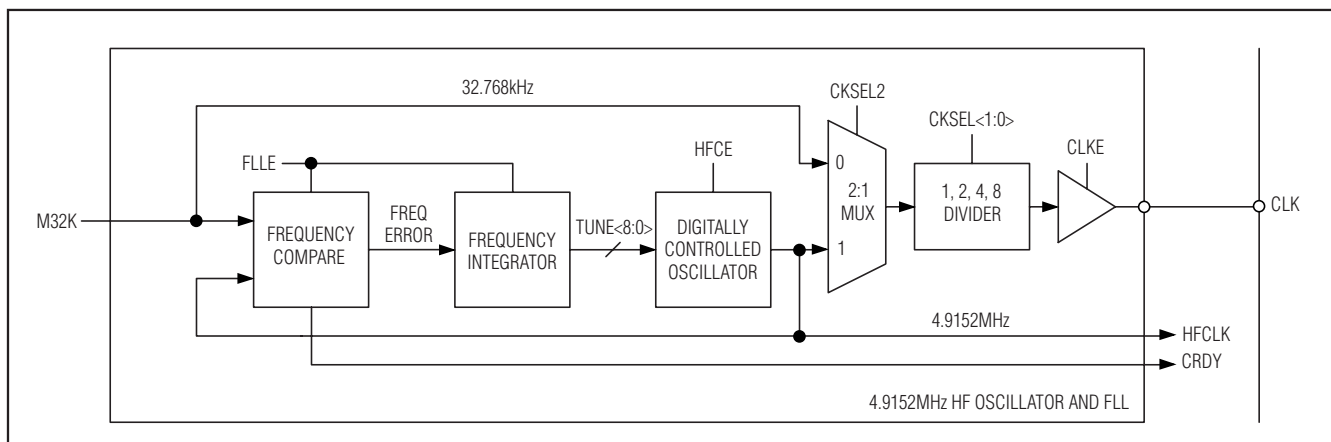 32.768kHz
CKSEL2
CKSEL<1:0>
CLKE
FLLE
HFCE
0
2:1
MUX
1
1, 2, 4, 8
DIVIDER
M32K
FREQUENCY
COMPARE
FREQ
ERROR
FREQUENCY
INTEGRATOR
TUNE<8:0>
DIGITALLY
CONTROLLED
OSCILLATOR
CLK
4.9152MHz
HFCLK
CRDY
4.9152MHz HF OSCILLATOR AND FLL